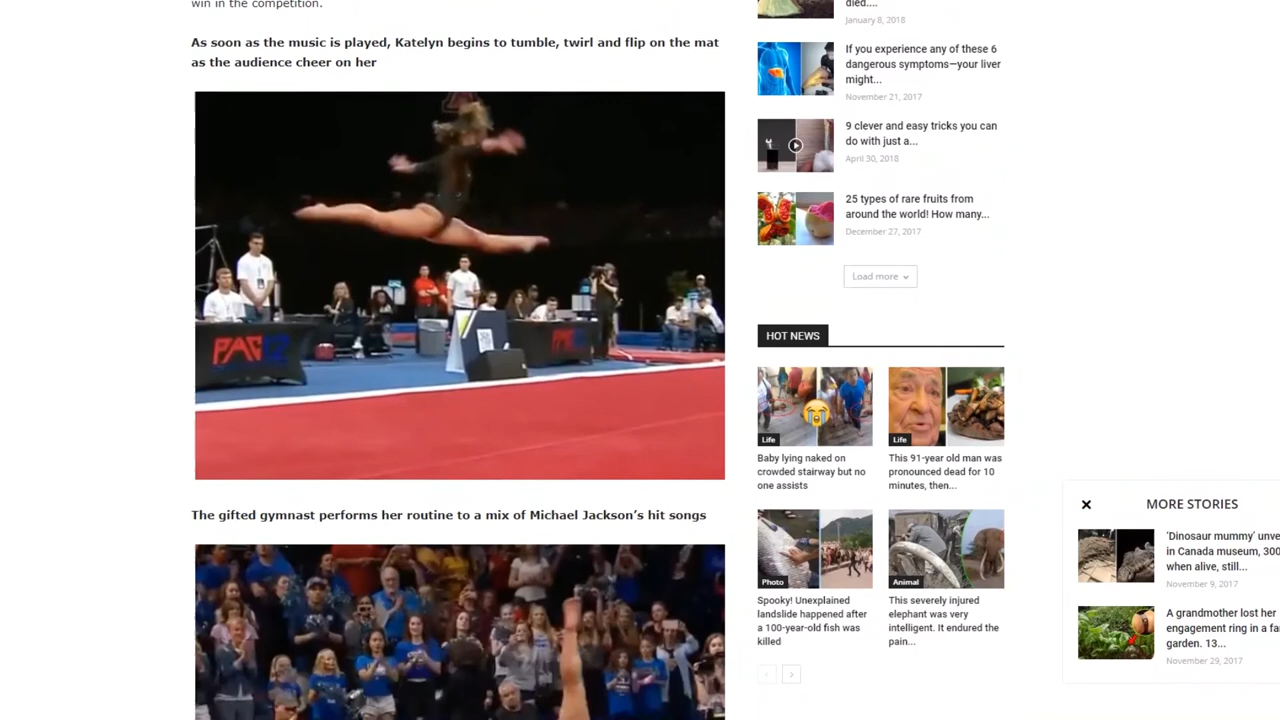 win in the competition.
As soon as the music is played, Katelyn begins to tumble, twirl and flip on the mat
as the audience cheer on her
PAC 12
The gifted gymnast performs her routine to a mix of Michael Jackson’s hit songs
died....
January 8, 2018
If you experience any of these 6
dangerous symptoms—your liver
might...
November 21, 2017
9 clever and easy tricks you can
do with just a...
April 30, 2018
25 types of rare fruits from
around the world! How many...
December 27, 2017
Load more
HOT NEWS
Life
Baby lying naked on
crowded stairway but no
one assists
Life
This 91-year old man was
pronounced dead for 10
minutes, then...
Photo
Spooky! Unexplained
landslide happened after
a 100-year-old fish was
killed
Animal
This severely injured
elephant was very
intelligent. It endured the
pain...
MORE STORIES
‘Dinosaur mummy’ unve
in Canada museum, 300
when alive, still...
November 9, 2017
A grandmother lost her
engagement ring in a fa
garden. 13...
November 29, 2017